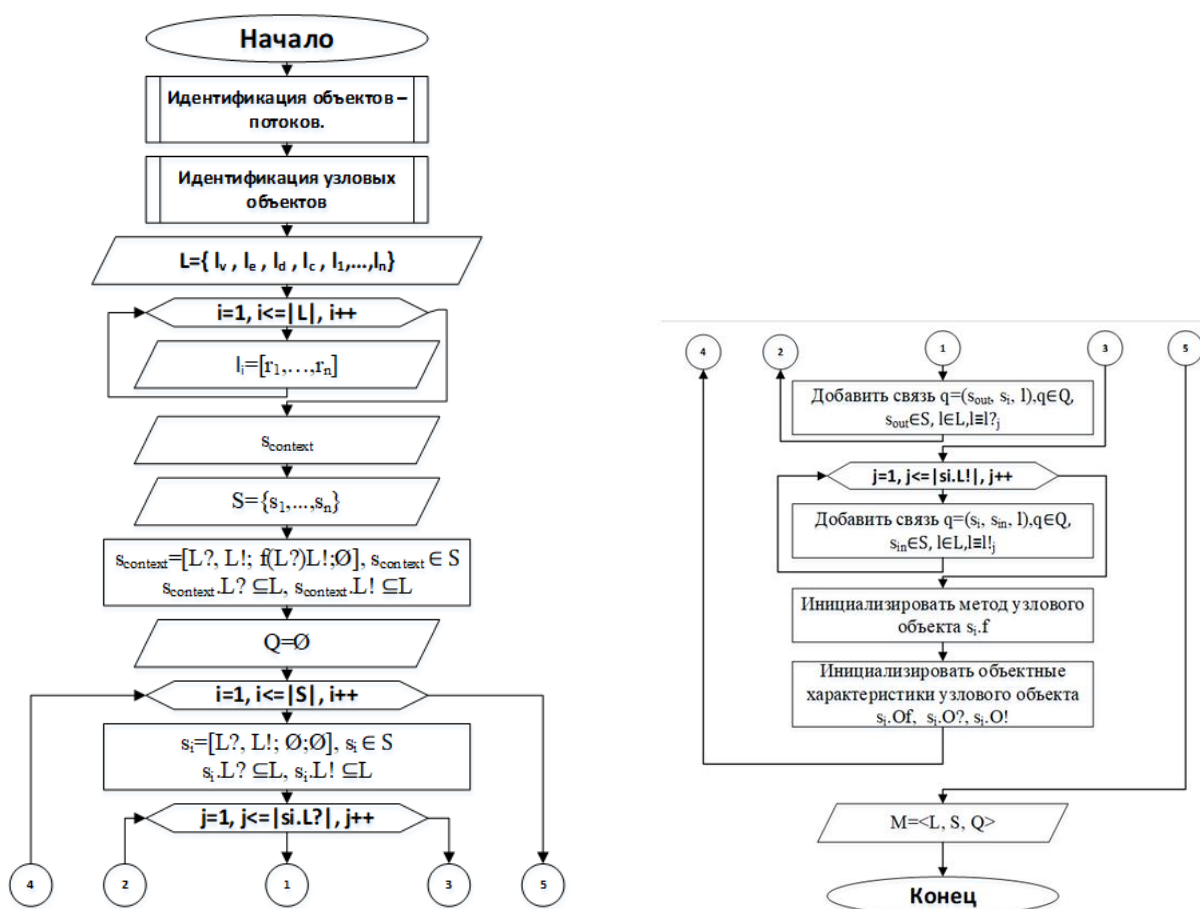 Начало
Идентификация объектов –
потоков.
Идентификация узловых
объектов
L={ lv , le , ld , lc , l1,...,ln}
i=1, i<=|L|, i++
li=[r1,…,rn]
scontext
S={s1,...,sn}
scontext=[L?, L!; f(L?)L!;Ø], scontext ∈ S
scontext.L? ⊆L, scontext.L! ⊆L
Q=Ø
i=1, i<=|S|, i++
si=[L?, L!; Ø;Ø], si ∈ S
si.L? ⊆L, si.L! ⊆L
j=1, j<=|si.L?|, j++
4
2
1
3
5
4
2
1
3
5
Добавить связь q=(sout, si, l),q∈Q,
sout∈S, l∈L,l≡l?j
j=1, j<=|si.L!|, j++
Добавить связь q=(si, sin, l),q∈Q,
sin∈S, l∈L,l≡l!j
Инициализировать метод узлового
объекта si.f
Инициализировать объектные
характеристики узлового объекта
si.Of, si.O?, si.O!
M=<L, S, Q>
Конец